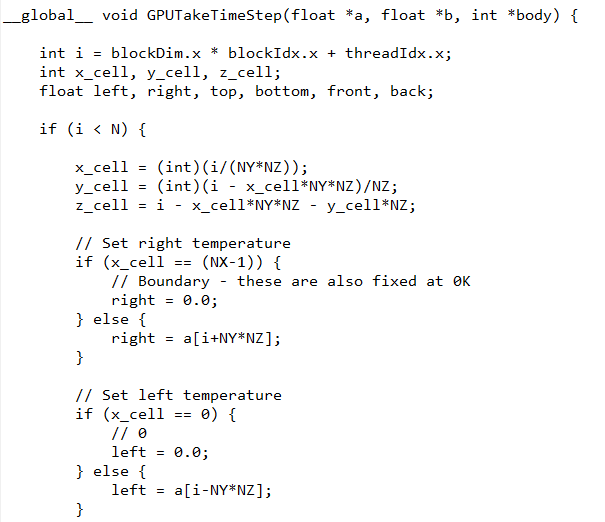 __global__ void GPUTakeTimeStep(float *a, float *b, int *body) {
int i = blockDim.x * blockIdx.x + threadIdx.x;
int x_cell, y_cell, z_cell;
float left, right, top, bottom, front, back;
if (i < N) {
x_cell = (int)(i/(NY*NZ));
y_cell = (int)(i - x_cell*NY*NZ)/NZ;
z_cell = i - x_cell*NY*NZ - y_cell*NZ;
// Set right temperature
if (x_cell == (NX-1)) {
// Boundary - these are also fixed at 0K
right = 0.0;
} else {
right = a[i+NY*NZ];
}
// Set left temperature
if (x_cell == 0) {
// 0
left = 0.0;
} else {
left = a[i-NY*NZ];
}